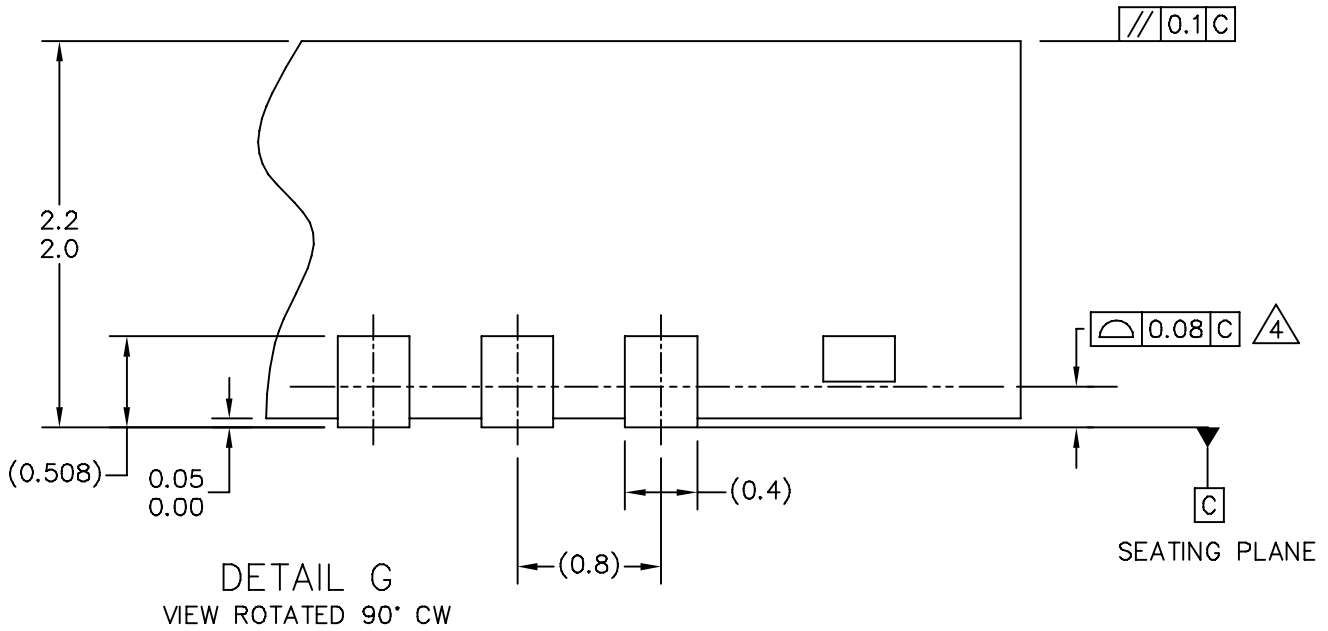 // 0.1 C
2.2
2.0
0.08 C 4
(0.508)
0.05
0.00
(0.4)
(0.8)
C
SEATING PLANE
DETAIL G
VIEW ROTATED 90° CW